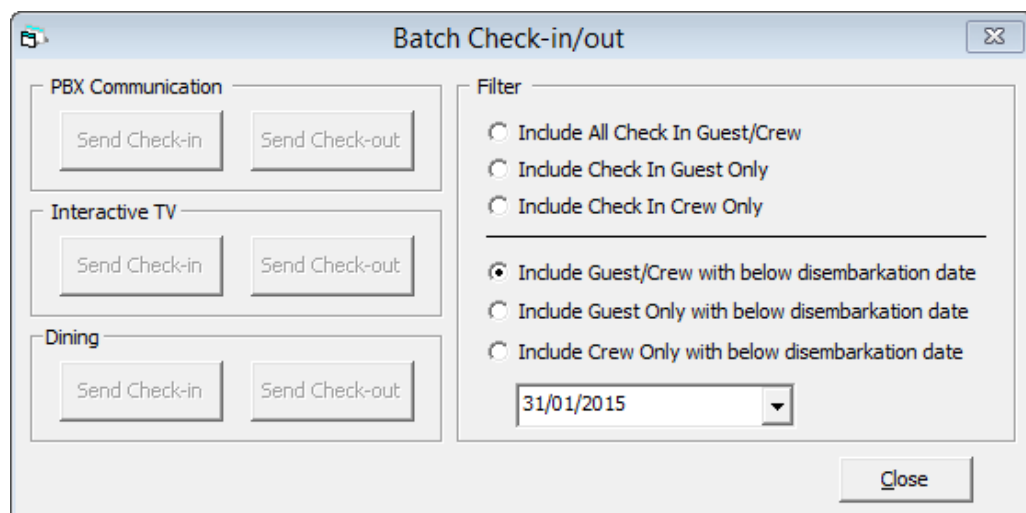 Batch Check-in/out
PBX Communication
Send Check-in
Send Check-out
Interactive TV
Send Check-in
Send Check-out
Dining
Send Check-in
Send Check-out
Filter
Include All Check In Guest/Crew
Include Check In Guest Only
Include Check In Crew Only
Include Guest/Crew with below disembarkation date
Include Guest Only with below disembarkation date
Include Crew Only with below disembarkation date
31/01/2015
Close